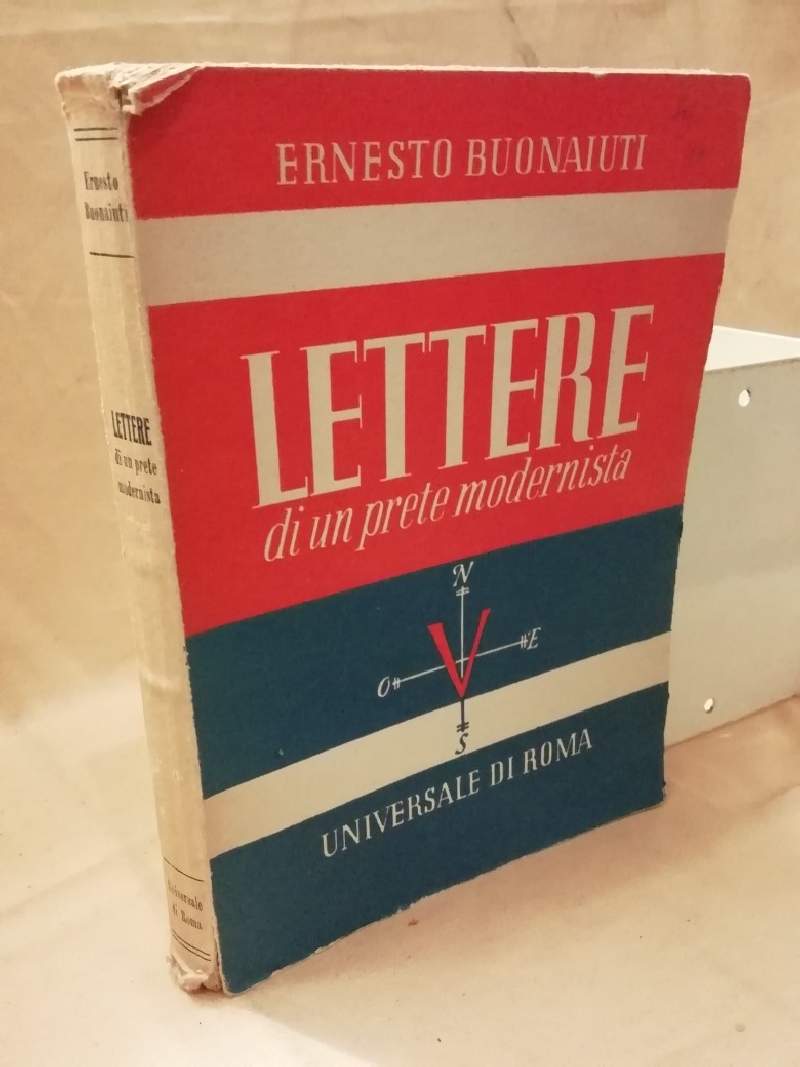 ERNESTO BUONAIUTI
LETTERE
di un prete modernista
N
O
E
V
S
UNIVERSALE DI ROMA
Ernesto
Buonaiuti
LETTERE
di un prete
modernista
Universale
di Roma